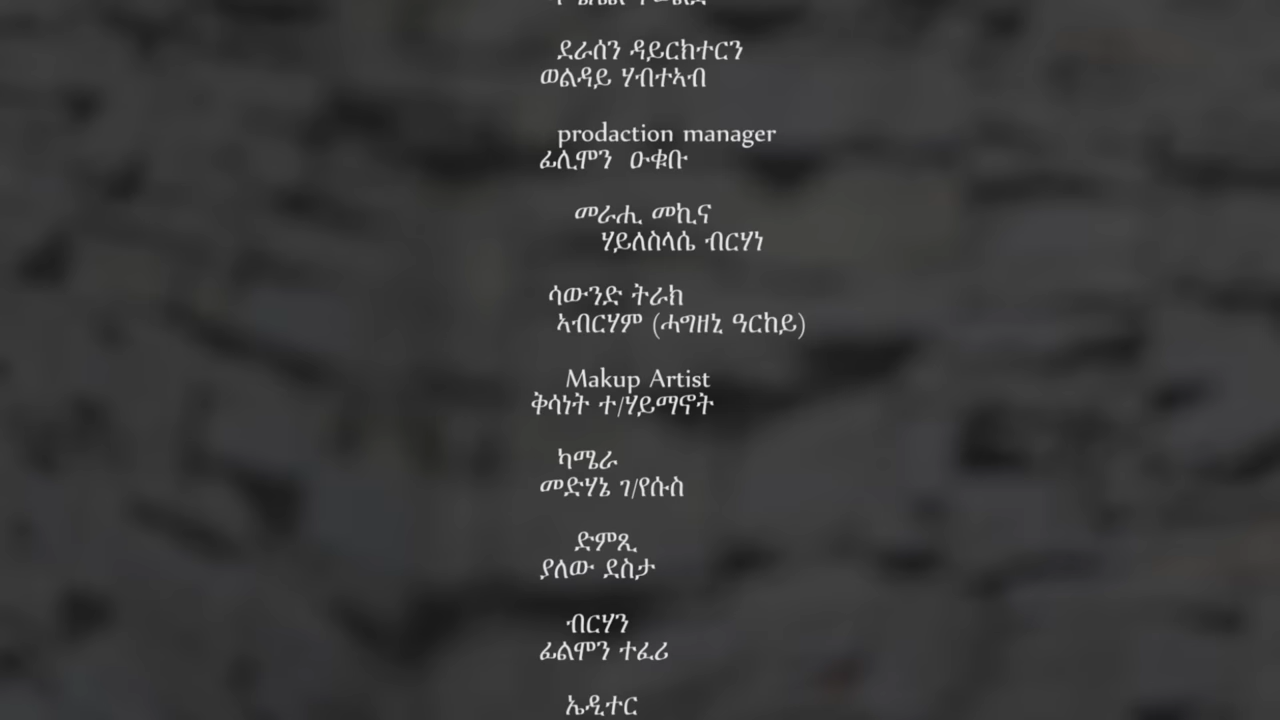 ደራሰን ዳይርክተርን
ወልዳይ ሃብተኣብ
prodaction manager
ፊሊሞን ዑቁቡ
መራሒ መኪና
ሃይለስላሴ ብርሃነ
ሳውንድ ትራክ
ኣብርሃም (ሓግዘኒ ዓርከይ)
Makup Artist
ቅሳነት ተ/ሃይማኖት
ካሜራ
መድሃኔ ገ/የሱስ
ድምጺ
ያለው ደስታ
ብርሃን
ፊልሞን ተፈሪ
ኤዲተር